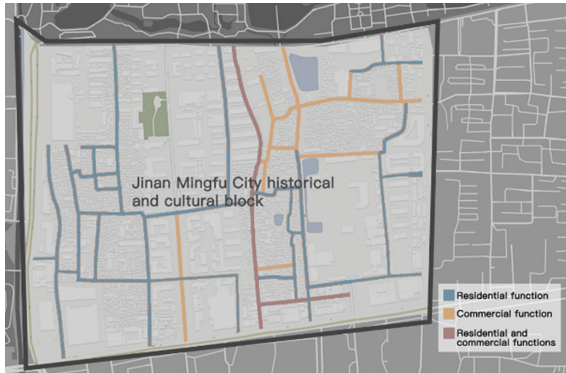 Jinan Mingfu City historical
and cultural block
Residential function
Commercial function
Residential and
commercial functions